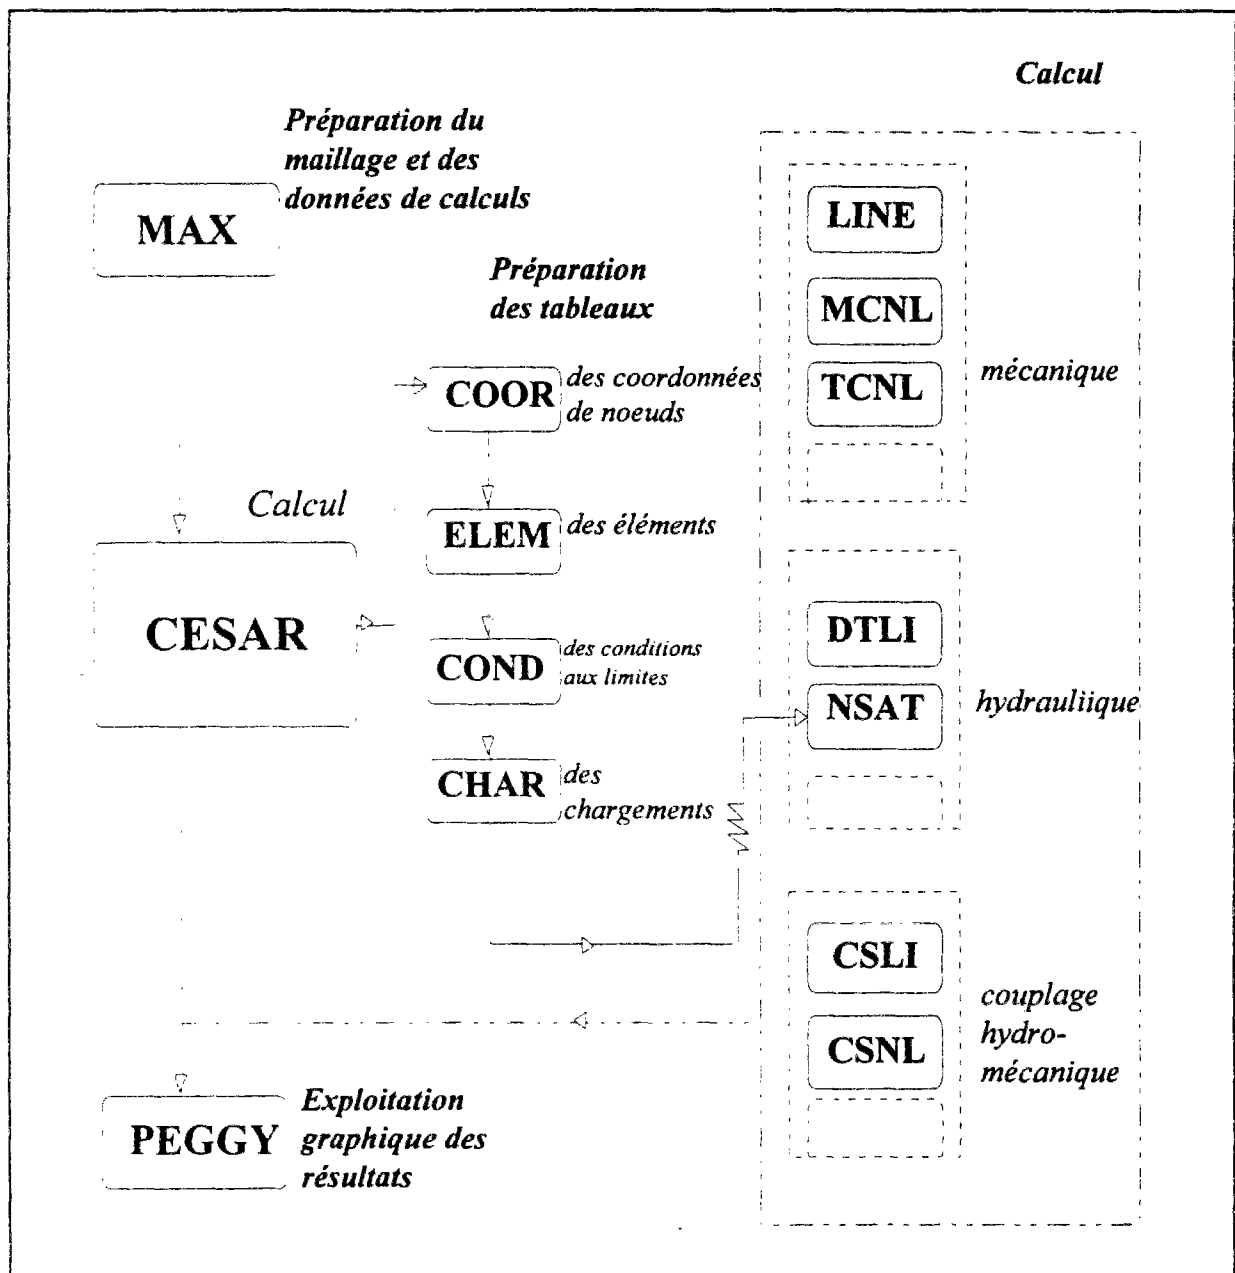 Calcul
Préparation du
maillage et des
données de calculs
MAX
Préparation
des tableaux
COOR
des coordonnées
de noeuds
Calcul
ELEM
des éléments
CESAR
COND
des conditions
aux limites
CHAR
des
chargements
LINE
MCNL
TCNL
mécanique
DTLI
NSAT
hydrauliique
CSLI
CSNL
couplage
hydro-
mécanique
PEGGY
Exploitation
graphique des
résultats